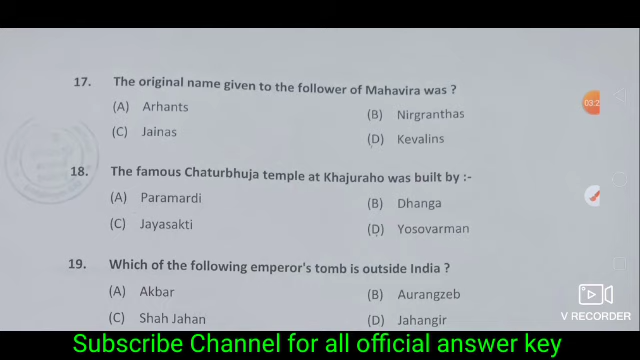 17. The original name given to the follower of Mahavira was ?
(A) Arhants
(B) Nirgranthas
(C) Jainas
(D) Kevalins
18. The famous Chaturbhuja temple at Khajuraho was built by :-
(A) Paramardi
(B) Dhanga
(C) Jayasakti
(D) Yosovarman
19. Which of the following emperor's tomb is outside India ?
(A) Akbar
(B) Aurangzeb
(C) Shah Jahan
(D) Jahangir
03:2
V RECORDER
Subscribe Channel for all official answer key